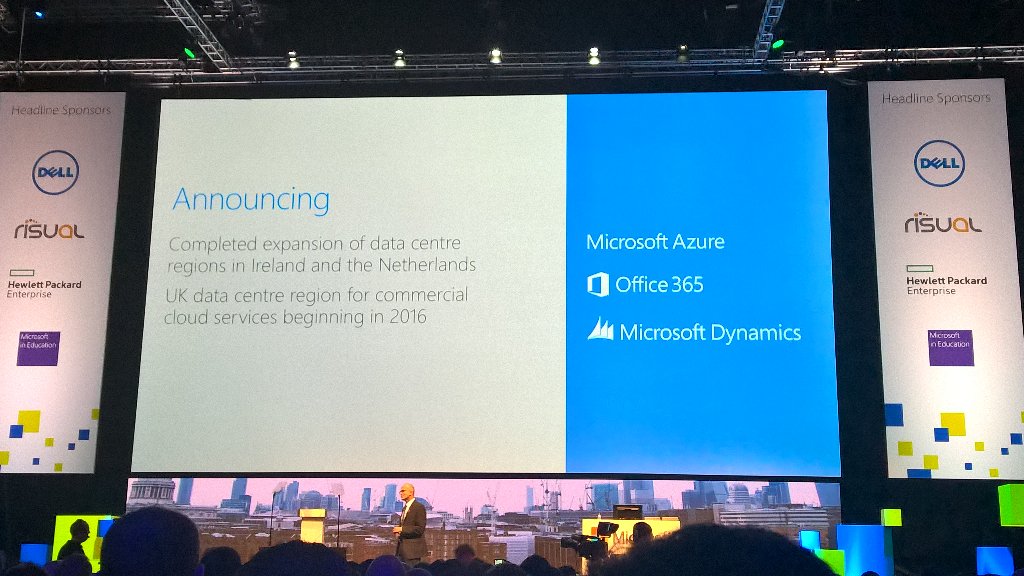 Headline Sponsors
DELL
risual
Hewlett Packard
Enterprise
Microsoft
in Education
Announcing
Completed expansion of data centre
regions in Ireland and the Netherlands
UK data centre region for commercial
cloud services beginning in 2016
Microsoft Azure
Office 365
Microsoft Dynamics
Headline Sponsors
DELL
risual
Hewlett Packard
Enterprise
Microsoft
in Education